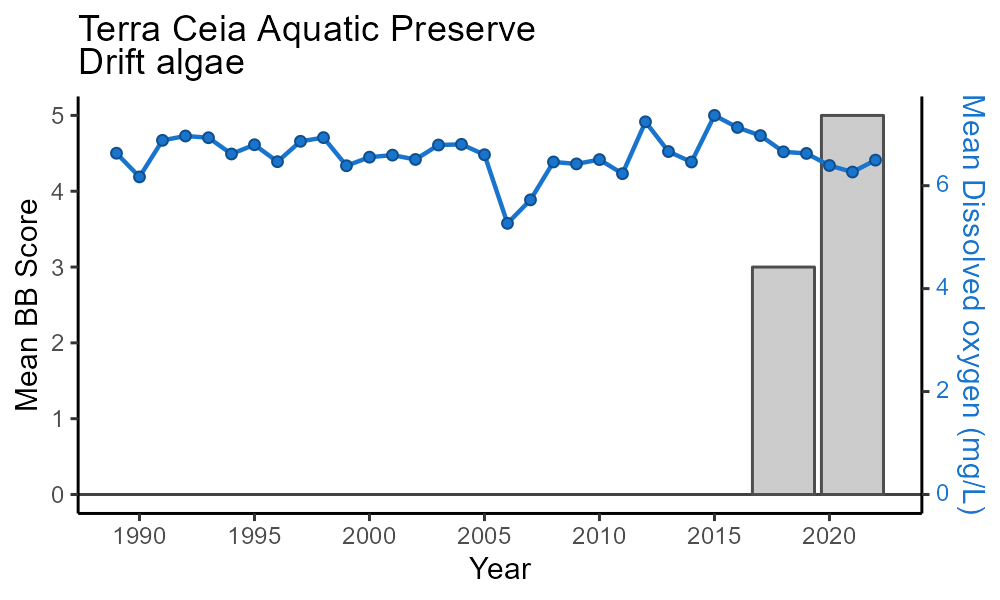 Terra Ceia Aquatic Preserve
Drift algae
Mean BB Score
5
4
3
2
1
0
Mean Dissolved oxygen (mg/L)
6
4
2
0
1990 1995 2000 2005 2010 2015 2020
Year